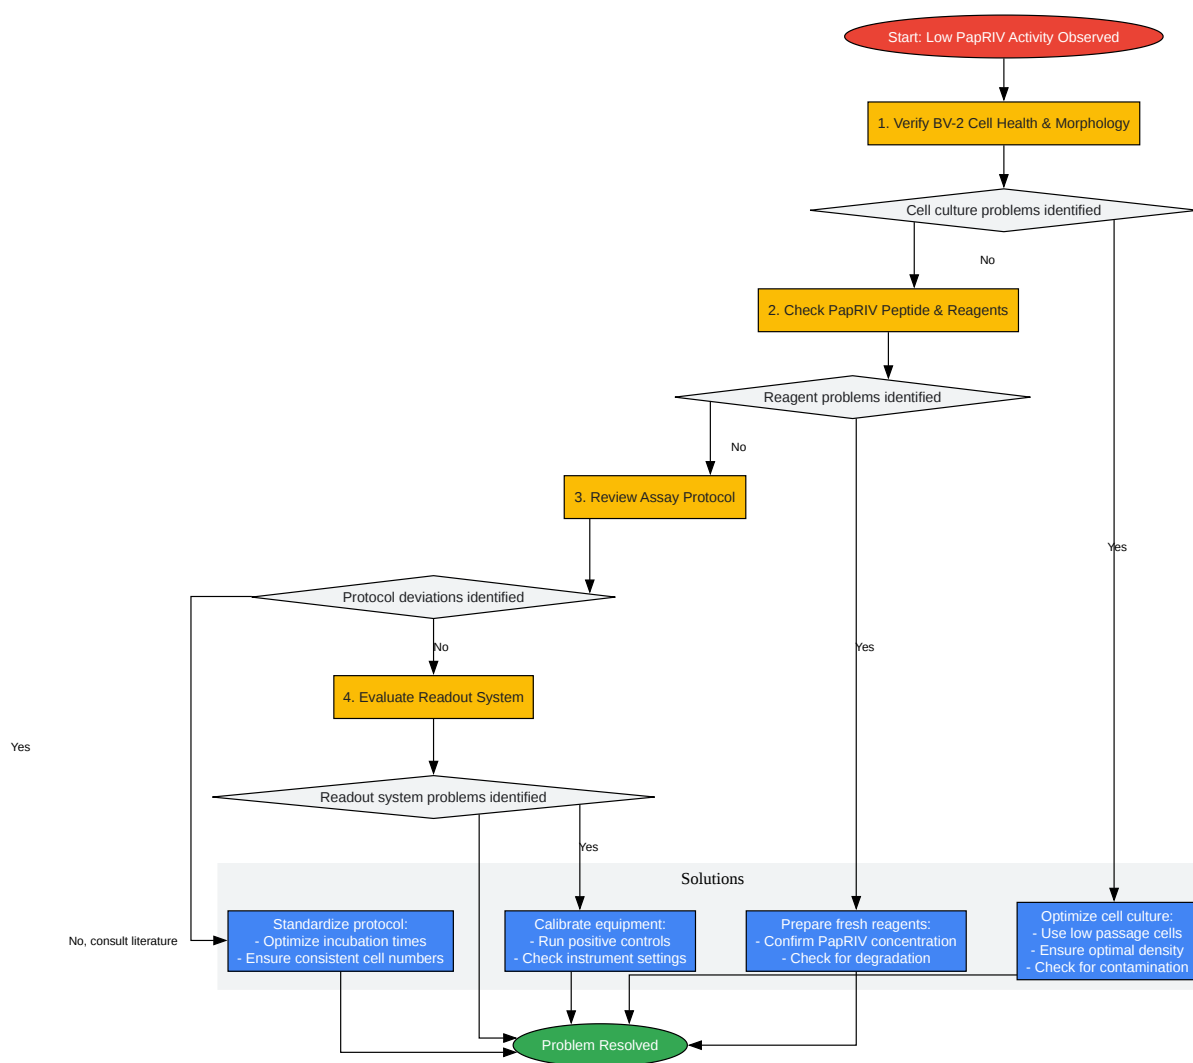 Start: Low PapRIV Activity Observed
1. Verify BV-2 Cell Health & Morphology
Cell culture problems identified
No
2. Check PapRIV Peptide & Reagents
Reagent problems identified
No
3. Review Assay Protocol
Yes
Protocol deviations identified
No
Yes
4. Evaluate Readout System
Yes
Readout system problems identified
Yes
Solutions
No, consult literature
Standardize protocol:
- Optimize incubation times
- Ensure consistent cell numbers
Calibrate equipment:
- Run positive controls
- Check instrument settings
Prepare fresh reagents:
- Confirm PapRIV concentration
- Check for degradation
Optimize cell culture:
- Use low passage cells
- Ensure optimal density
- Check for contamination
Problem Resolved